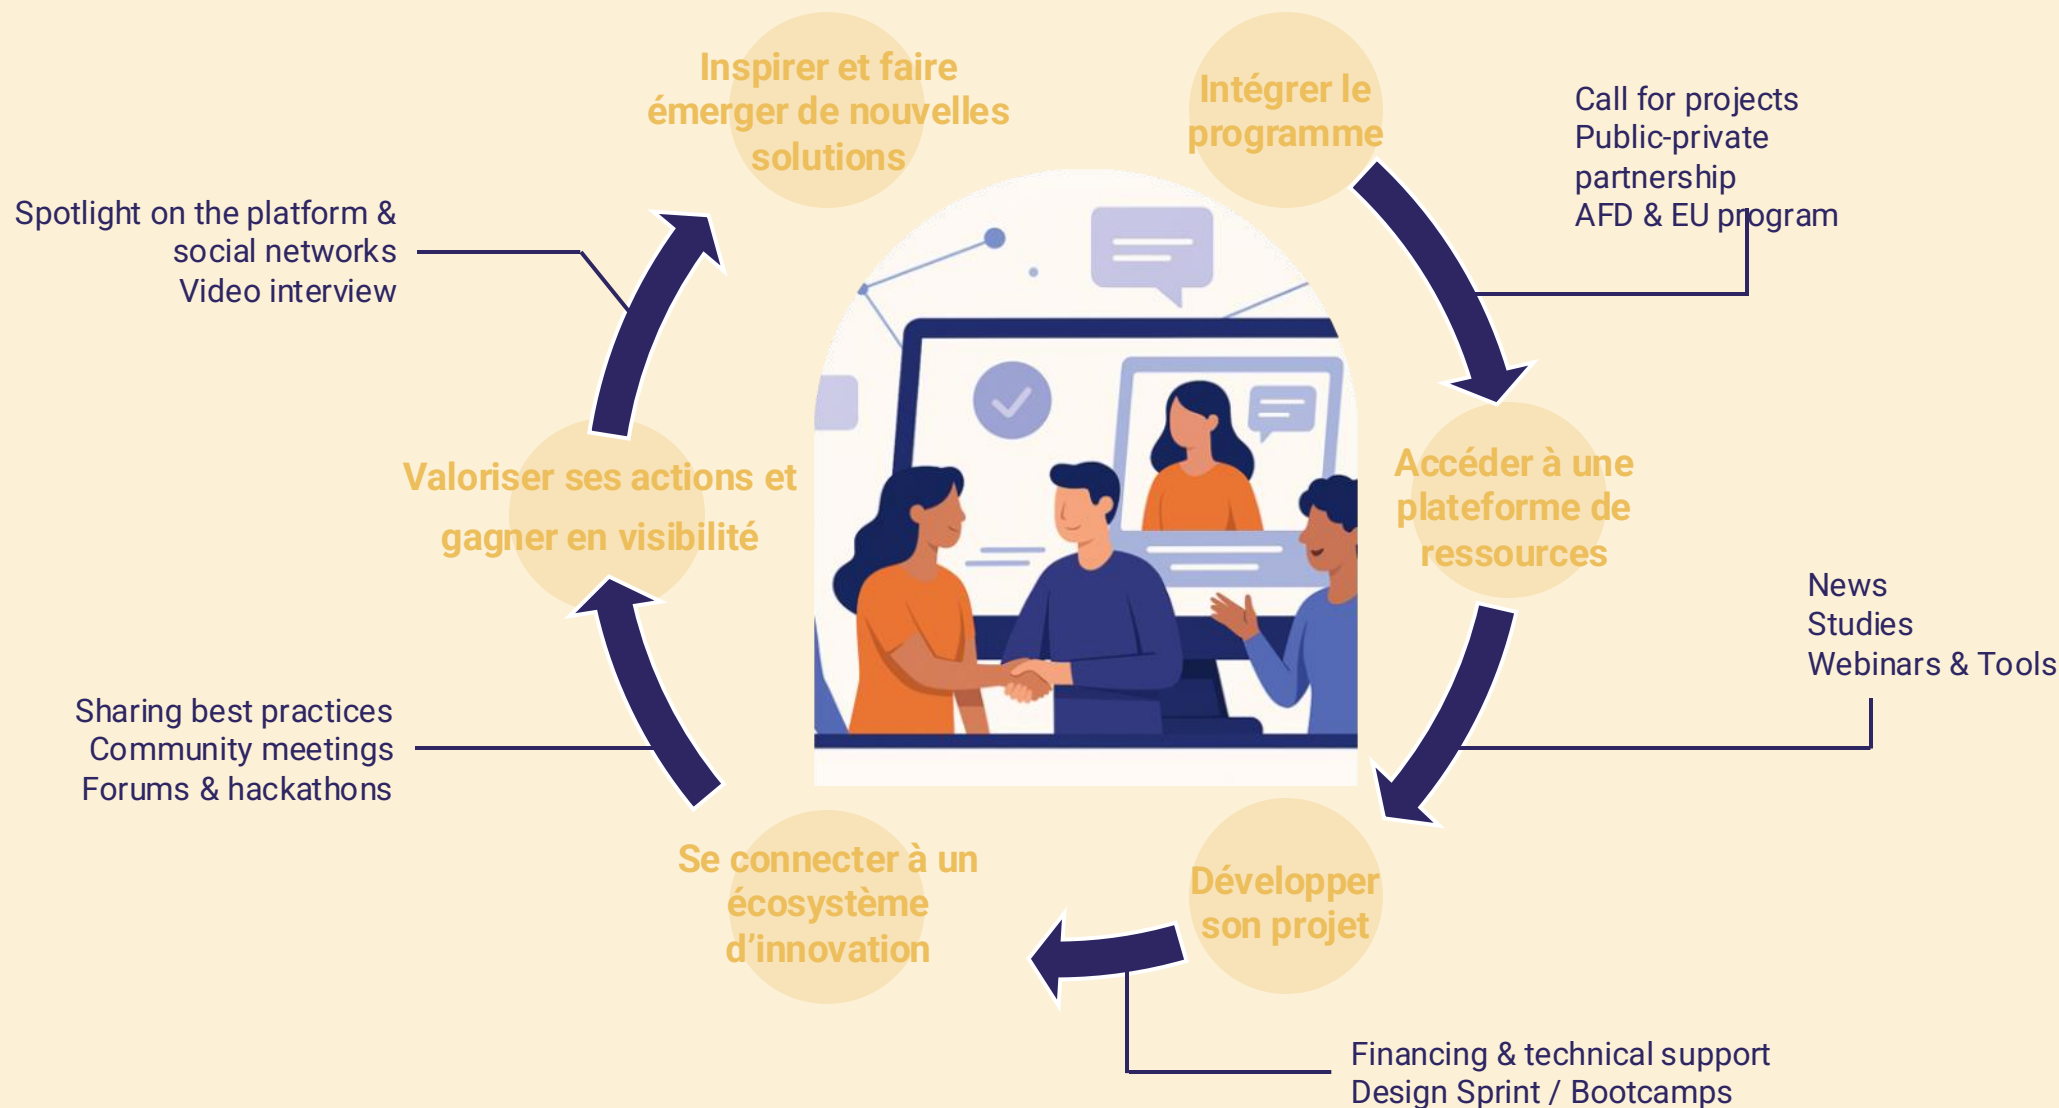 Inspirer et faire
émerger de nouvelles
solutions
Intégrer le
programme
Call for projects
Public-private
partnership
AFD & EU program
Accéder à une
plateforme de
ressources
News
Studies
Webinars & Tools
Développer
son projet
Financing & technical support
Design Sprint / Bootcamps
Se connecter à un
écosystème
d’innovation
Sharing best practices
Community meetings
Forums & hackathons
Valoriser ses actions et
gagner en visibilité
Spotlight on the platform &
social networks
Video interview